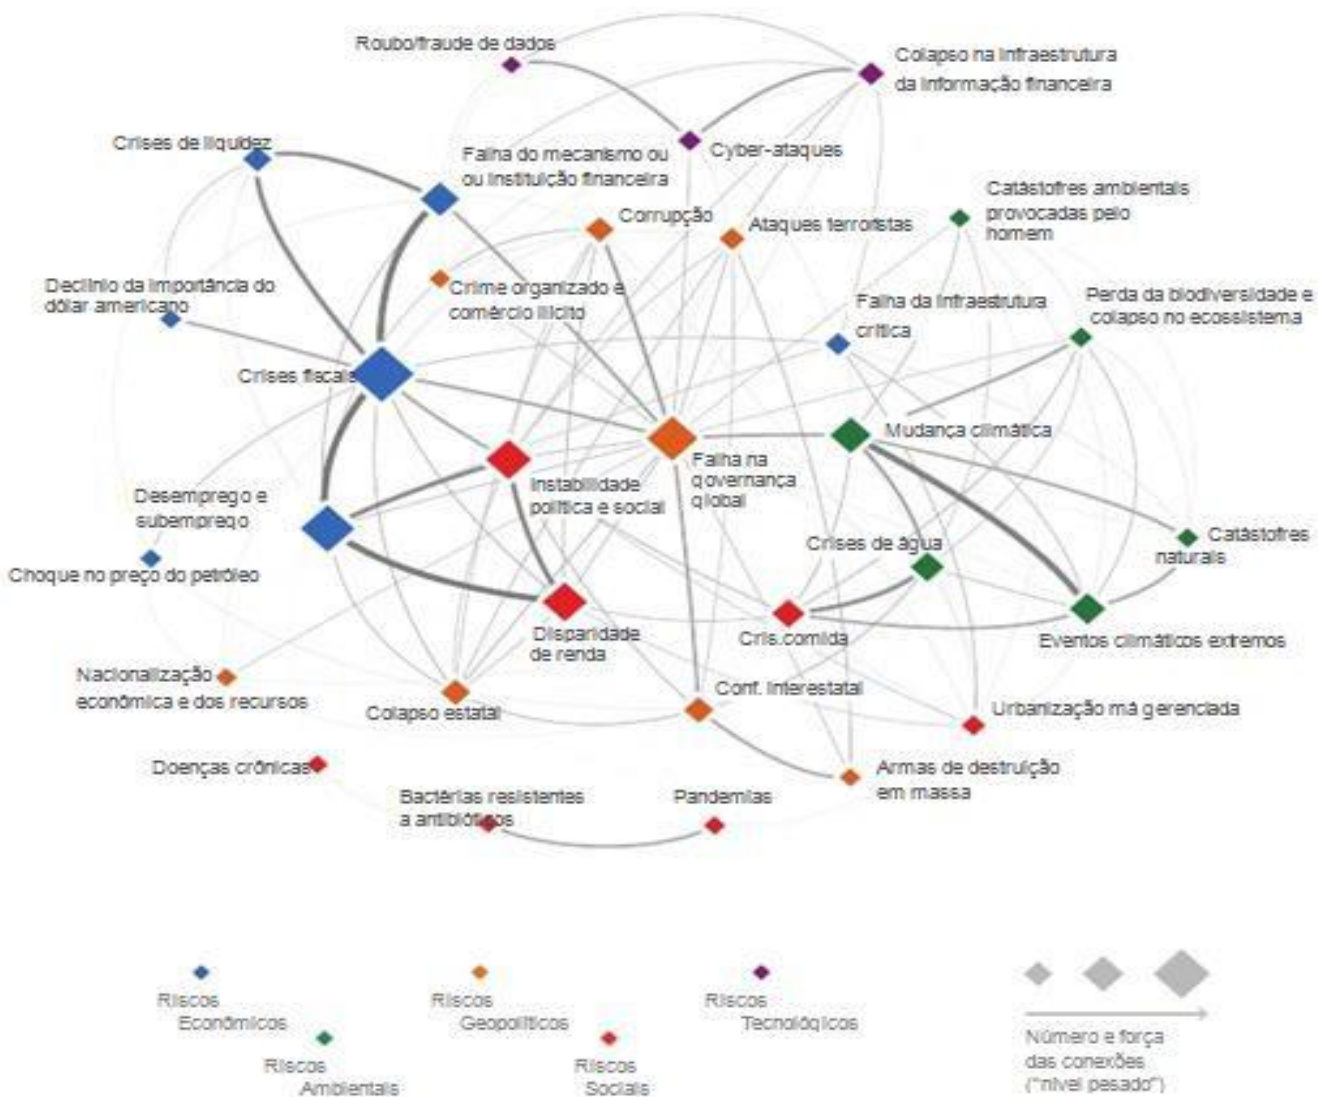 Roubo/fraude de dados
Colapso na infraestrutura
da informação financeira
Crises de liquidez
Falha do mecanismo ou
ou instituição financeira
Cyber-ataques
Corrupção
Ataques terroristas
Catástofres ambientais
provocadas pelo
homem
Declínio da importância do
dólar americano
Crime organizado e
comércio ilícito
Falha da infraestrutura
crítica
Perda da biodiversidade e
colapso no ecossistema
Crises fiscais
Mudança climática
Falha na
governança
global
Instabilidade
política e social
Desemprego e
subemprego
Choque no preço do petróleo
Crises de água
Catástofres
naturais
Disparidade
de renda
Cris.comida
Eventos climáticos extremos
Nacionalização
econômica e dos recursos
Colapso estatal
Conf. interestatal
Urbanização má gerenciada
Doenças crônicas
Bactérias resistentes
a antibióticos
Pandemias
Armas de destruição
em massa
Riscos
Econômicos
Riscos
Geopolíticos
Riscos
Tecnológicos
Riscos
Ambientais
Riscos
Sociais
Número e força
das conexões
("nível pesado")